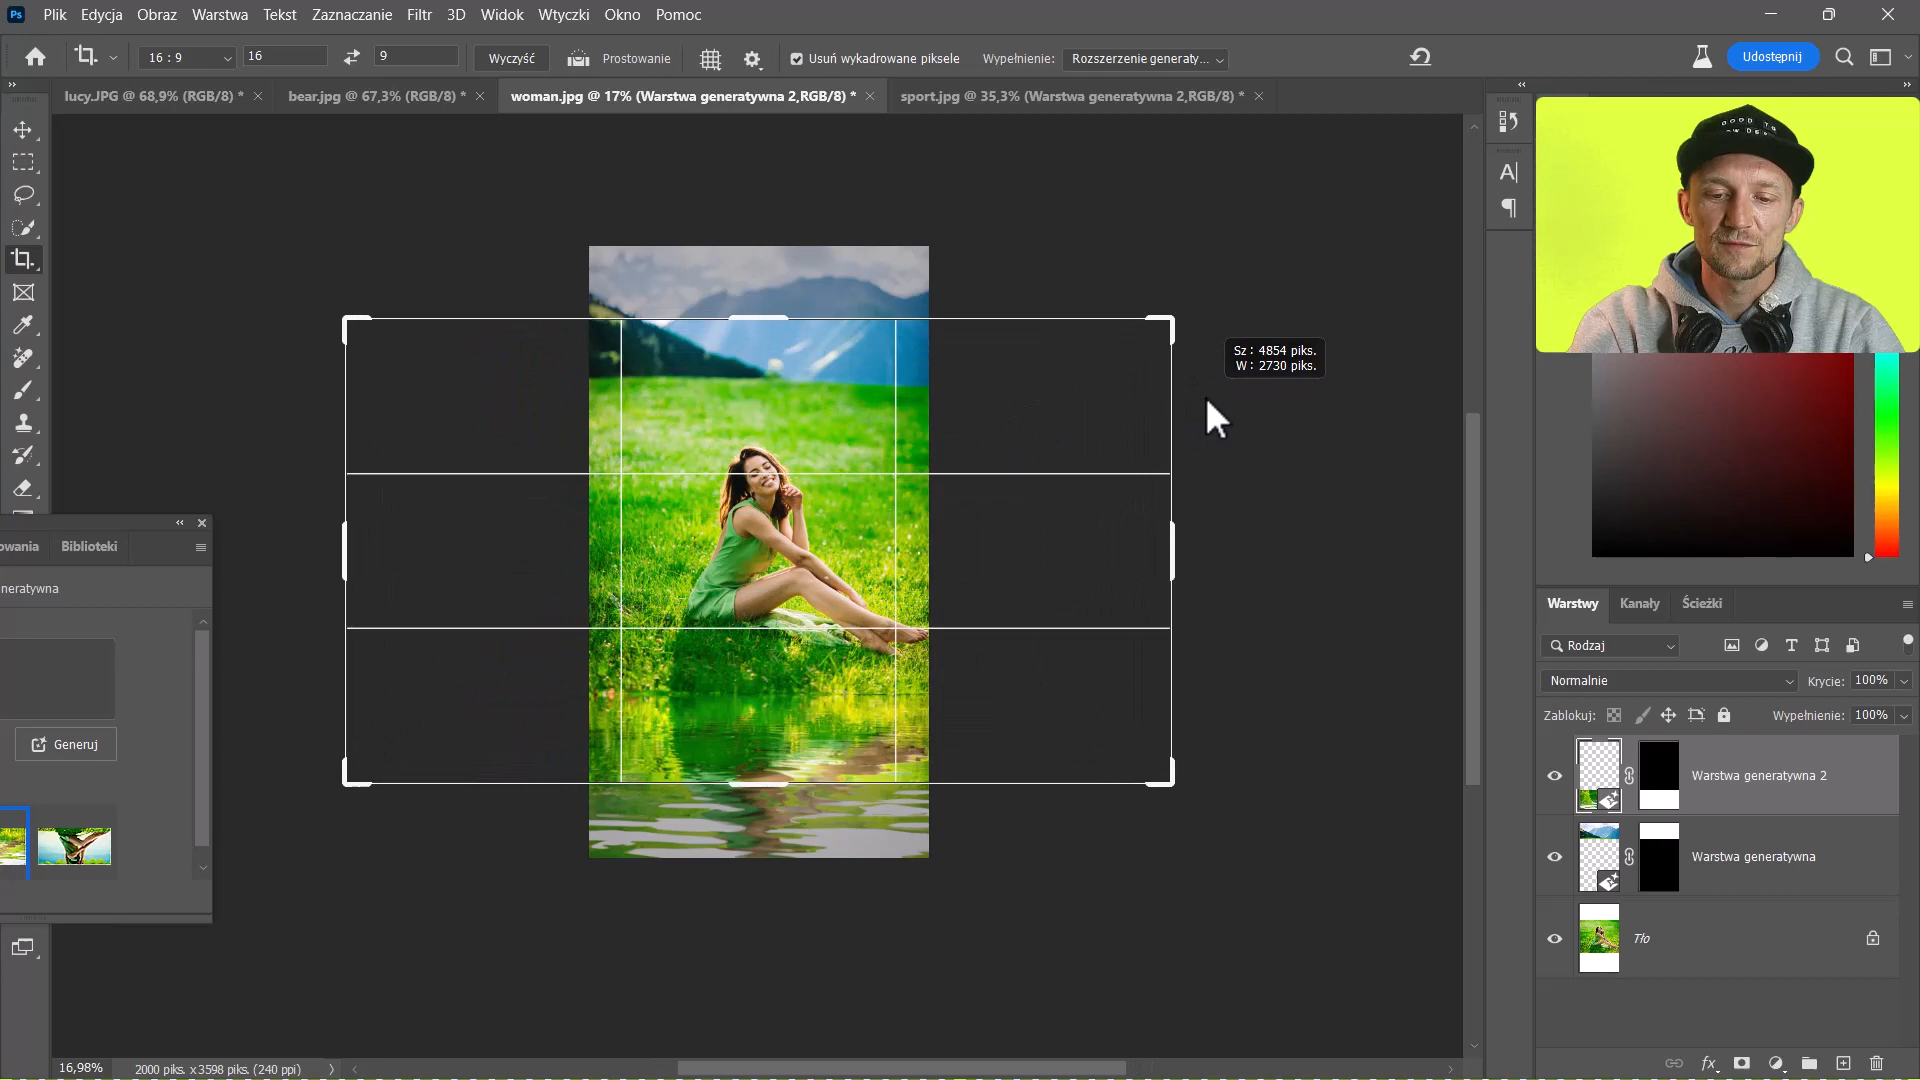 Ps Plik Edycja Obraz Warstwa Tekst Zaznaczanie Filtr 3D Widok Wtyczki Okno Pomoc
16 : 9 16 9 Wyczyść Prostowanie Usuń wykadrowane piksele Wypełnienie: Rozszerzenie generaty... Udostępnij
lucy.JPG @ 68,9% (RGB/8) * bear.jpg @ 67,3% (RGB/8) * woman.jpg @ 17% (Warstwa generatywna 2,RGB/8) * sport.jpg @ 35,3% (Warstwa generatywna 2,RGB/8) *
GOOD TO
Sz: 4854 piks.
W: 2730 piks.
owania Biblioteki
neratywna
Generuj
Warstwy Kanały Ścieżki
Rodzaj
Normalnie Krycie: 100%
Zablokuj: Wypełnienie: 100%
Warstwa generatywna 2
Warstwa generatywna
Tło
fx
16,98% 2000 piks. x 3598 piks. (240 ppi)